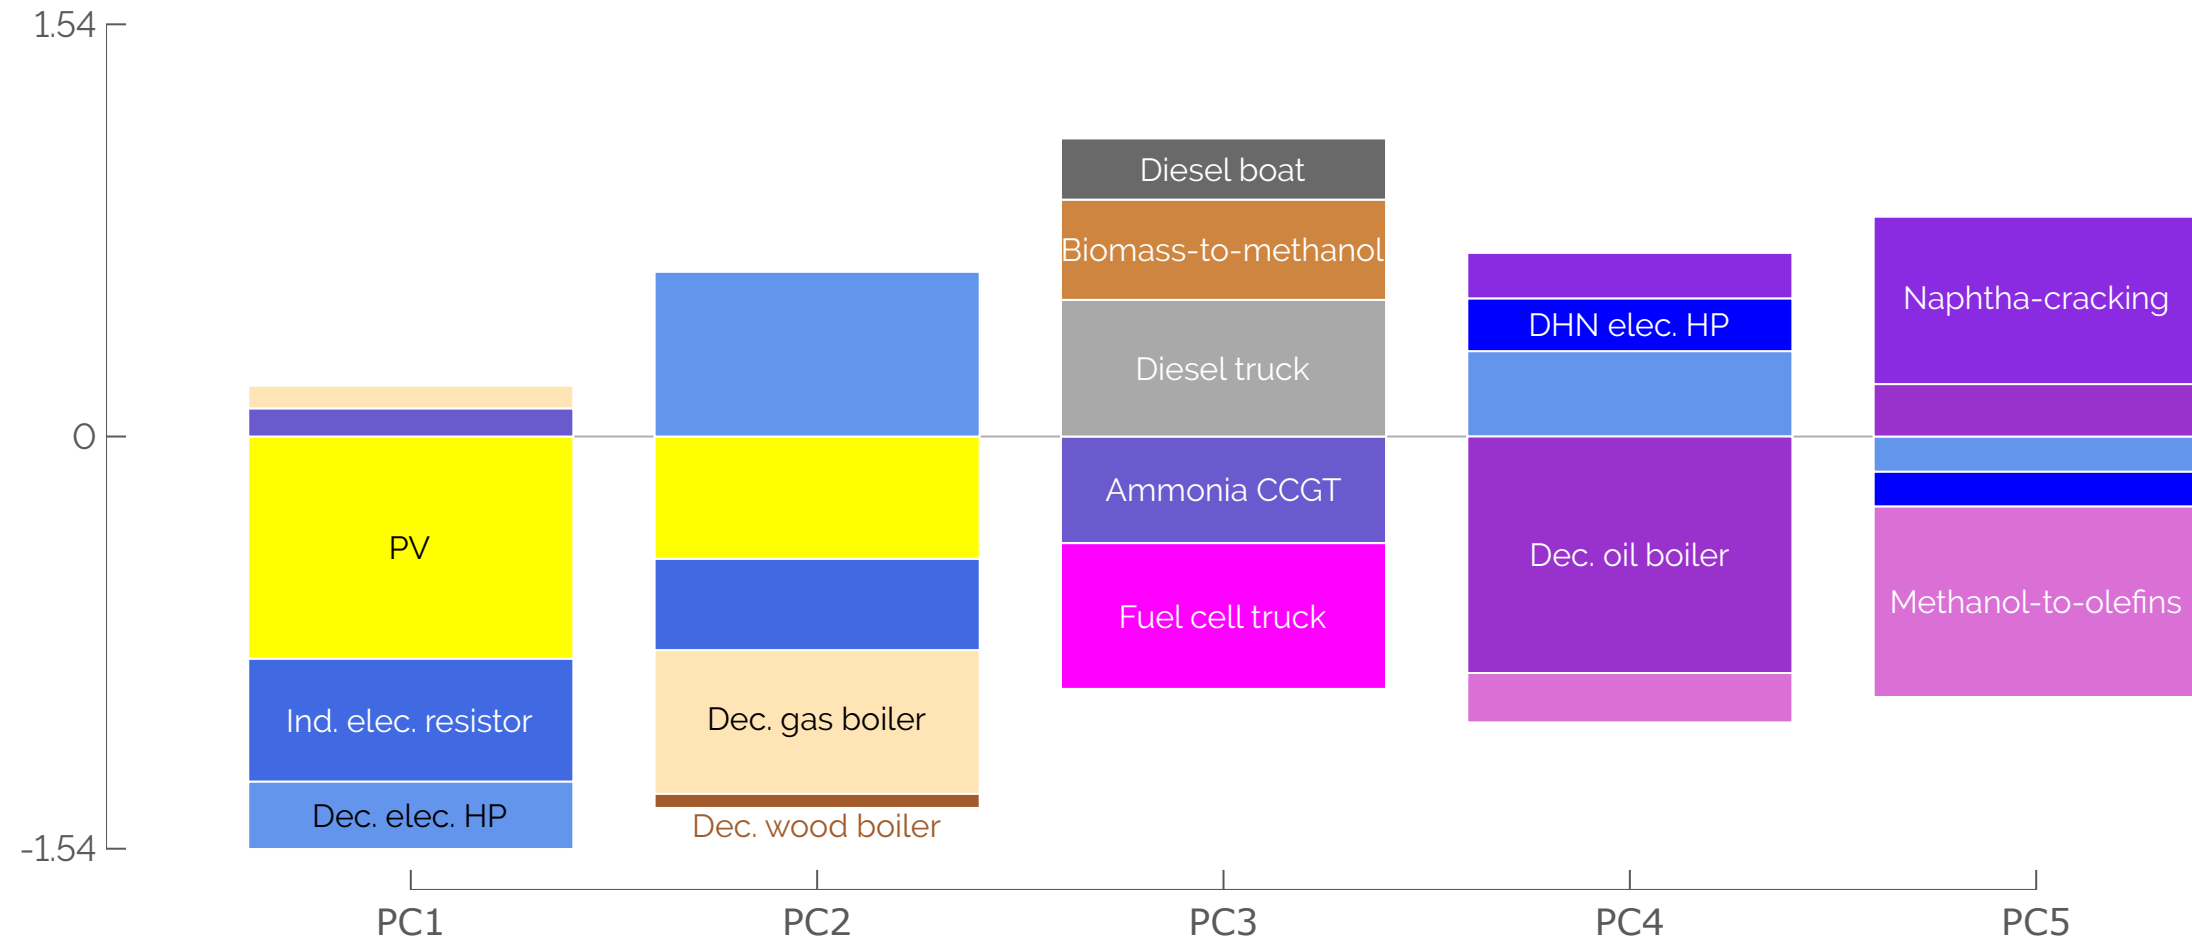 1.54
0
-1.54
PV
Ind. elec. resistor
Dec. elec. HP
Dec. gas boiler
Dec. wood boiler
Diesel boat
Biomass-to-methanol
Diesel truck
Ammonia CCGT
Fuel cell truck
DHN elec. HP
Dec. oil boiler
Naphtha-cracking
Methanol-to-olefins
PC1
PC2
PC3
PC4
PC5